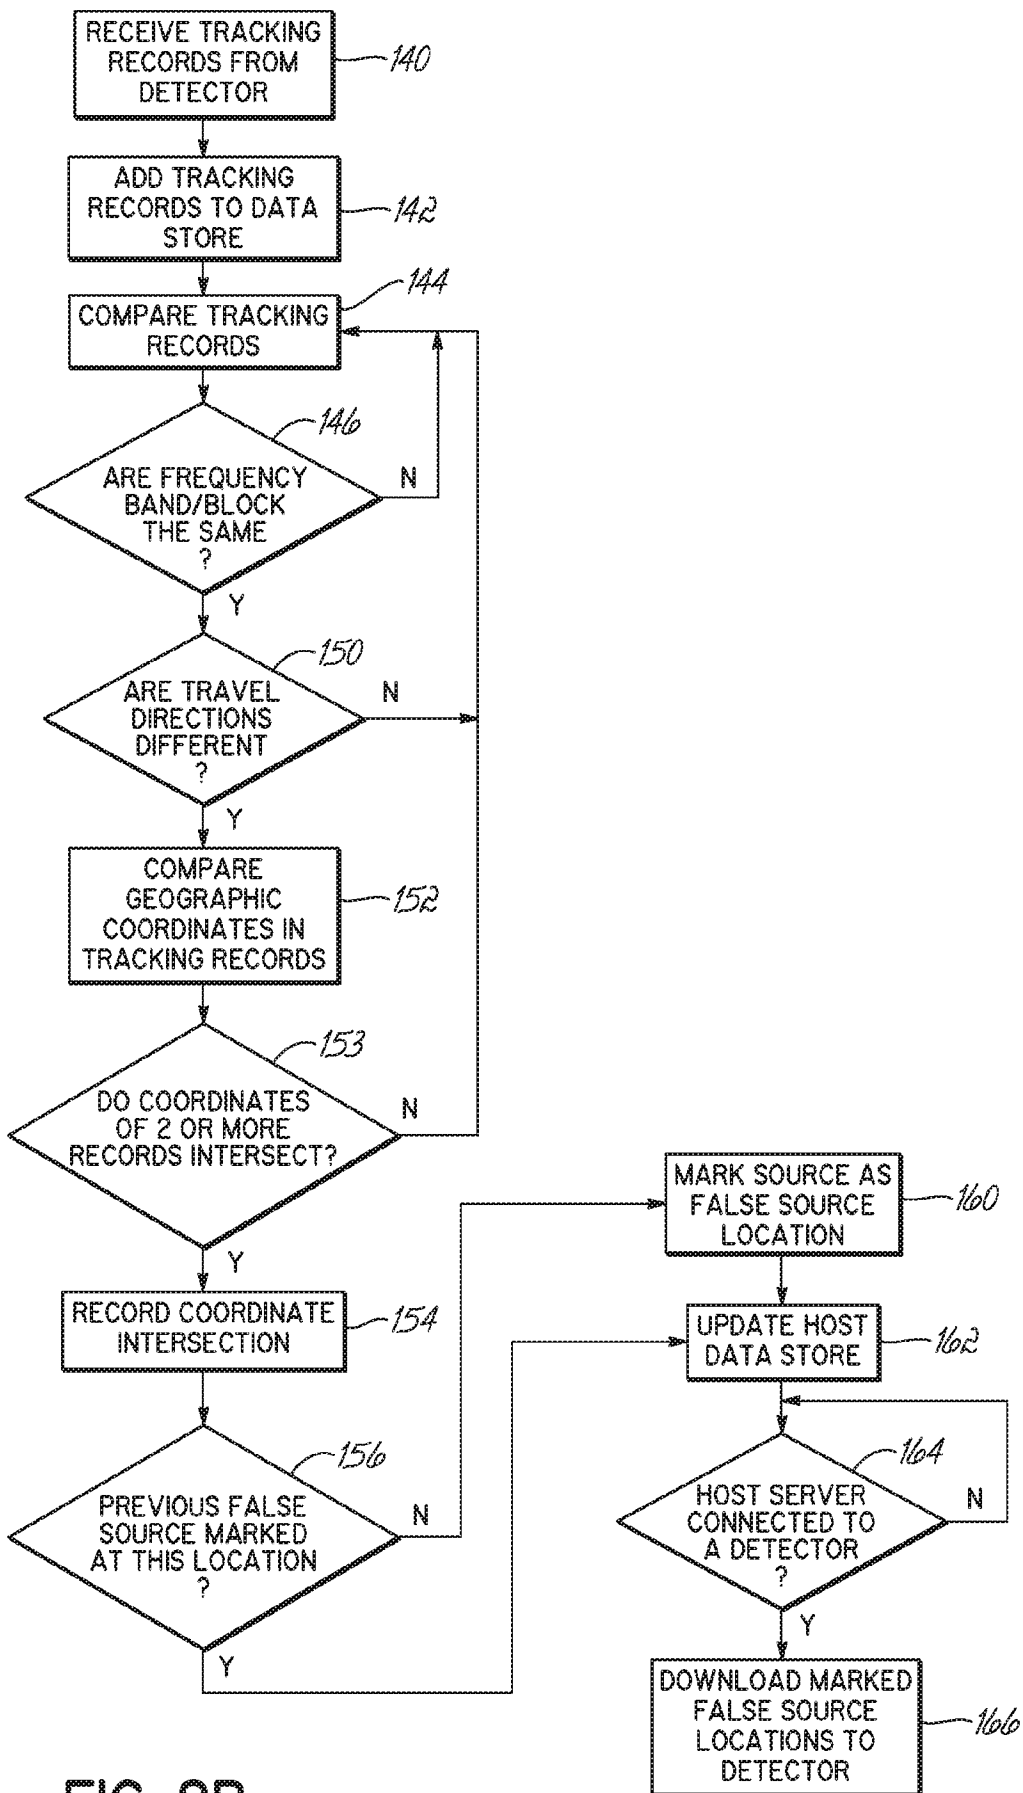 RECEIVE TRACKING
RECORDS FROM
DETECTOR
140
ADD TRACKING
RECORDS TO DATA
STORE
142
144
COMPARE TRACKING
RECORDS
146
ARE FREQUENCY
BAND/BLOCK
THE SAME
?
N
Y
150
ARE TRAVEL
DIRECTIONS
DIFFERENT
?
N
Y
COMPARE
GEOGRAPHIC
COORDINATES IN
TRACKING RECORDS
152
153
DO COORDINATES
OF 2 OR MORE
RECORDS INTERSECT?
N
Y
RECORD COORDINATE
INTERSECTION
154
156
PREVIOUS FALSE
SOURCE MARKED
AT THIS LOCATION
?
N
Y
MARK SOURCE AS
FALSE SOURCE
LOCATION
160
UPDATE HOST
DATA STORE
162
164
HOST SERVER
CONNECTED TO
A DETECTOR
?
N
Y
DOWNLOAD MARKED
FALSE SOURCE
LOCATIONS TO
DETECTOR
166